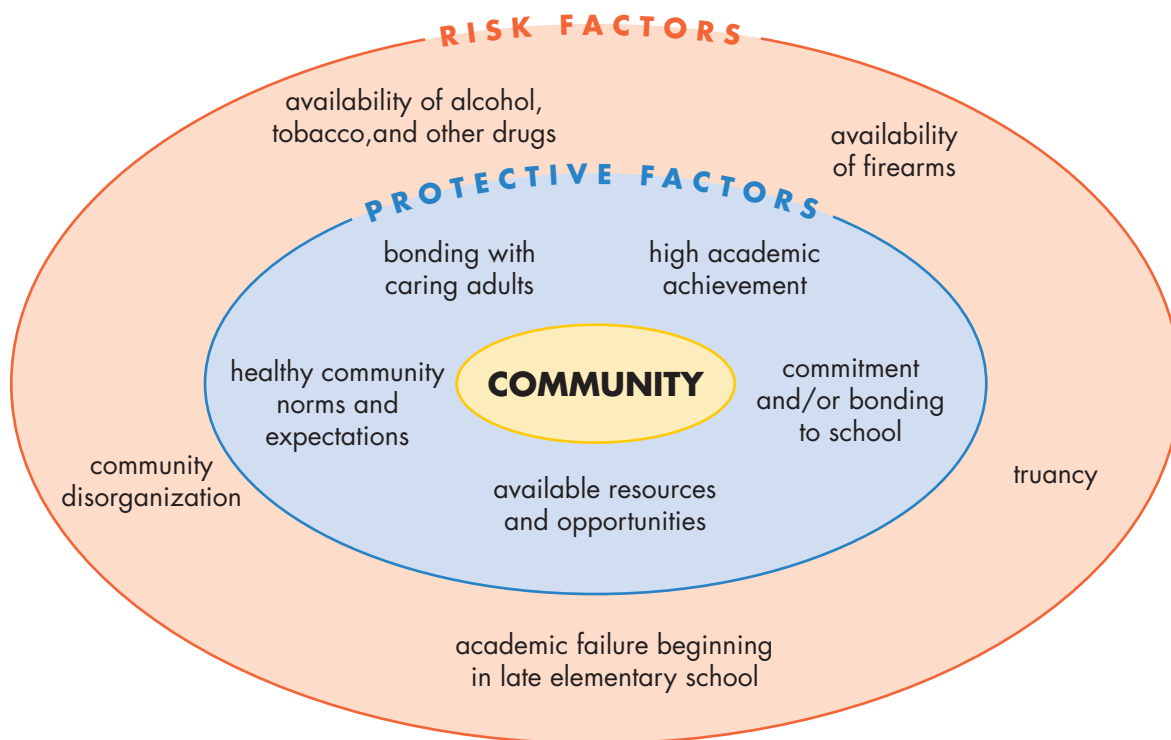 RISK FACTORS
availability of alcohol,
tobacco,and other drugs
availability
of firearms
PROTECTIVE FACTORS
bonding with
caring adults
high academic
achievement
healthy community
norms and
expectations
COMMUNITY
commitment
and/or bonding
to school
community
disorganization
available resources
and opportunities
truancy
academic failure beginning
in late elementary school